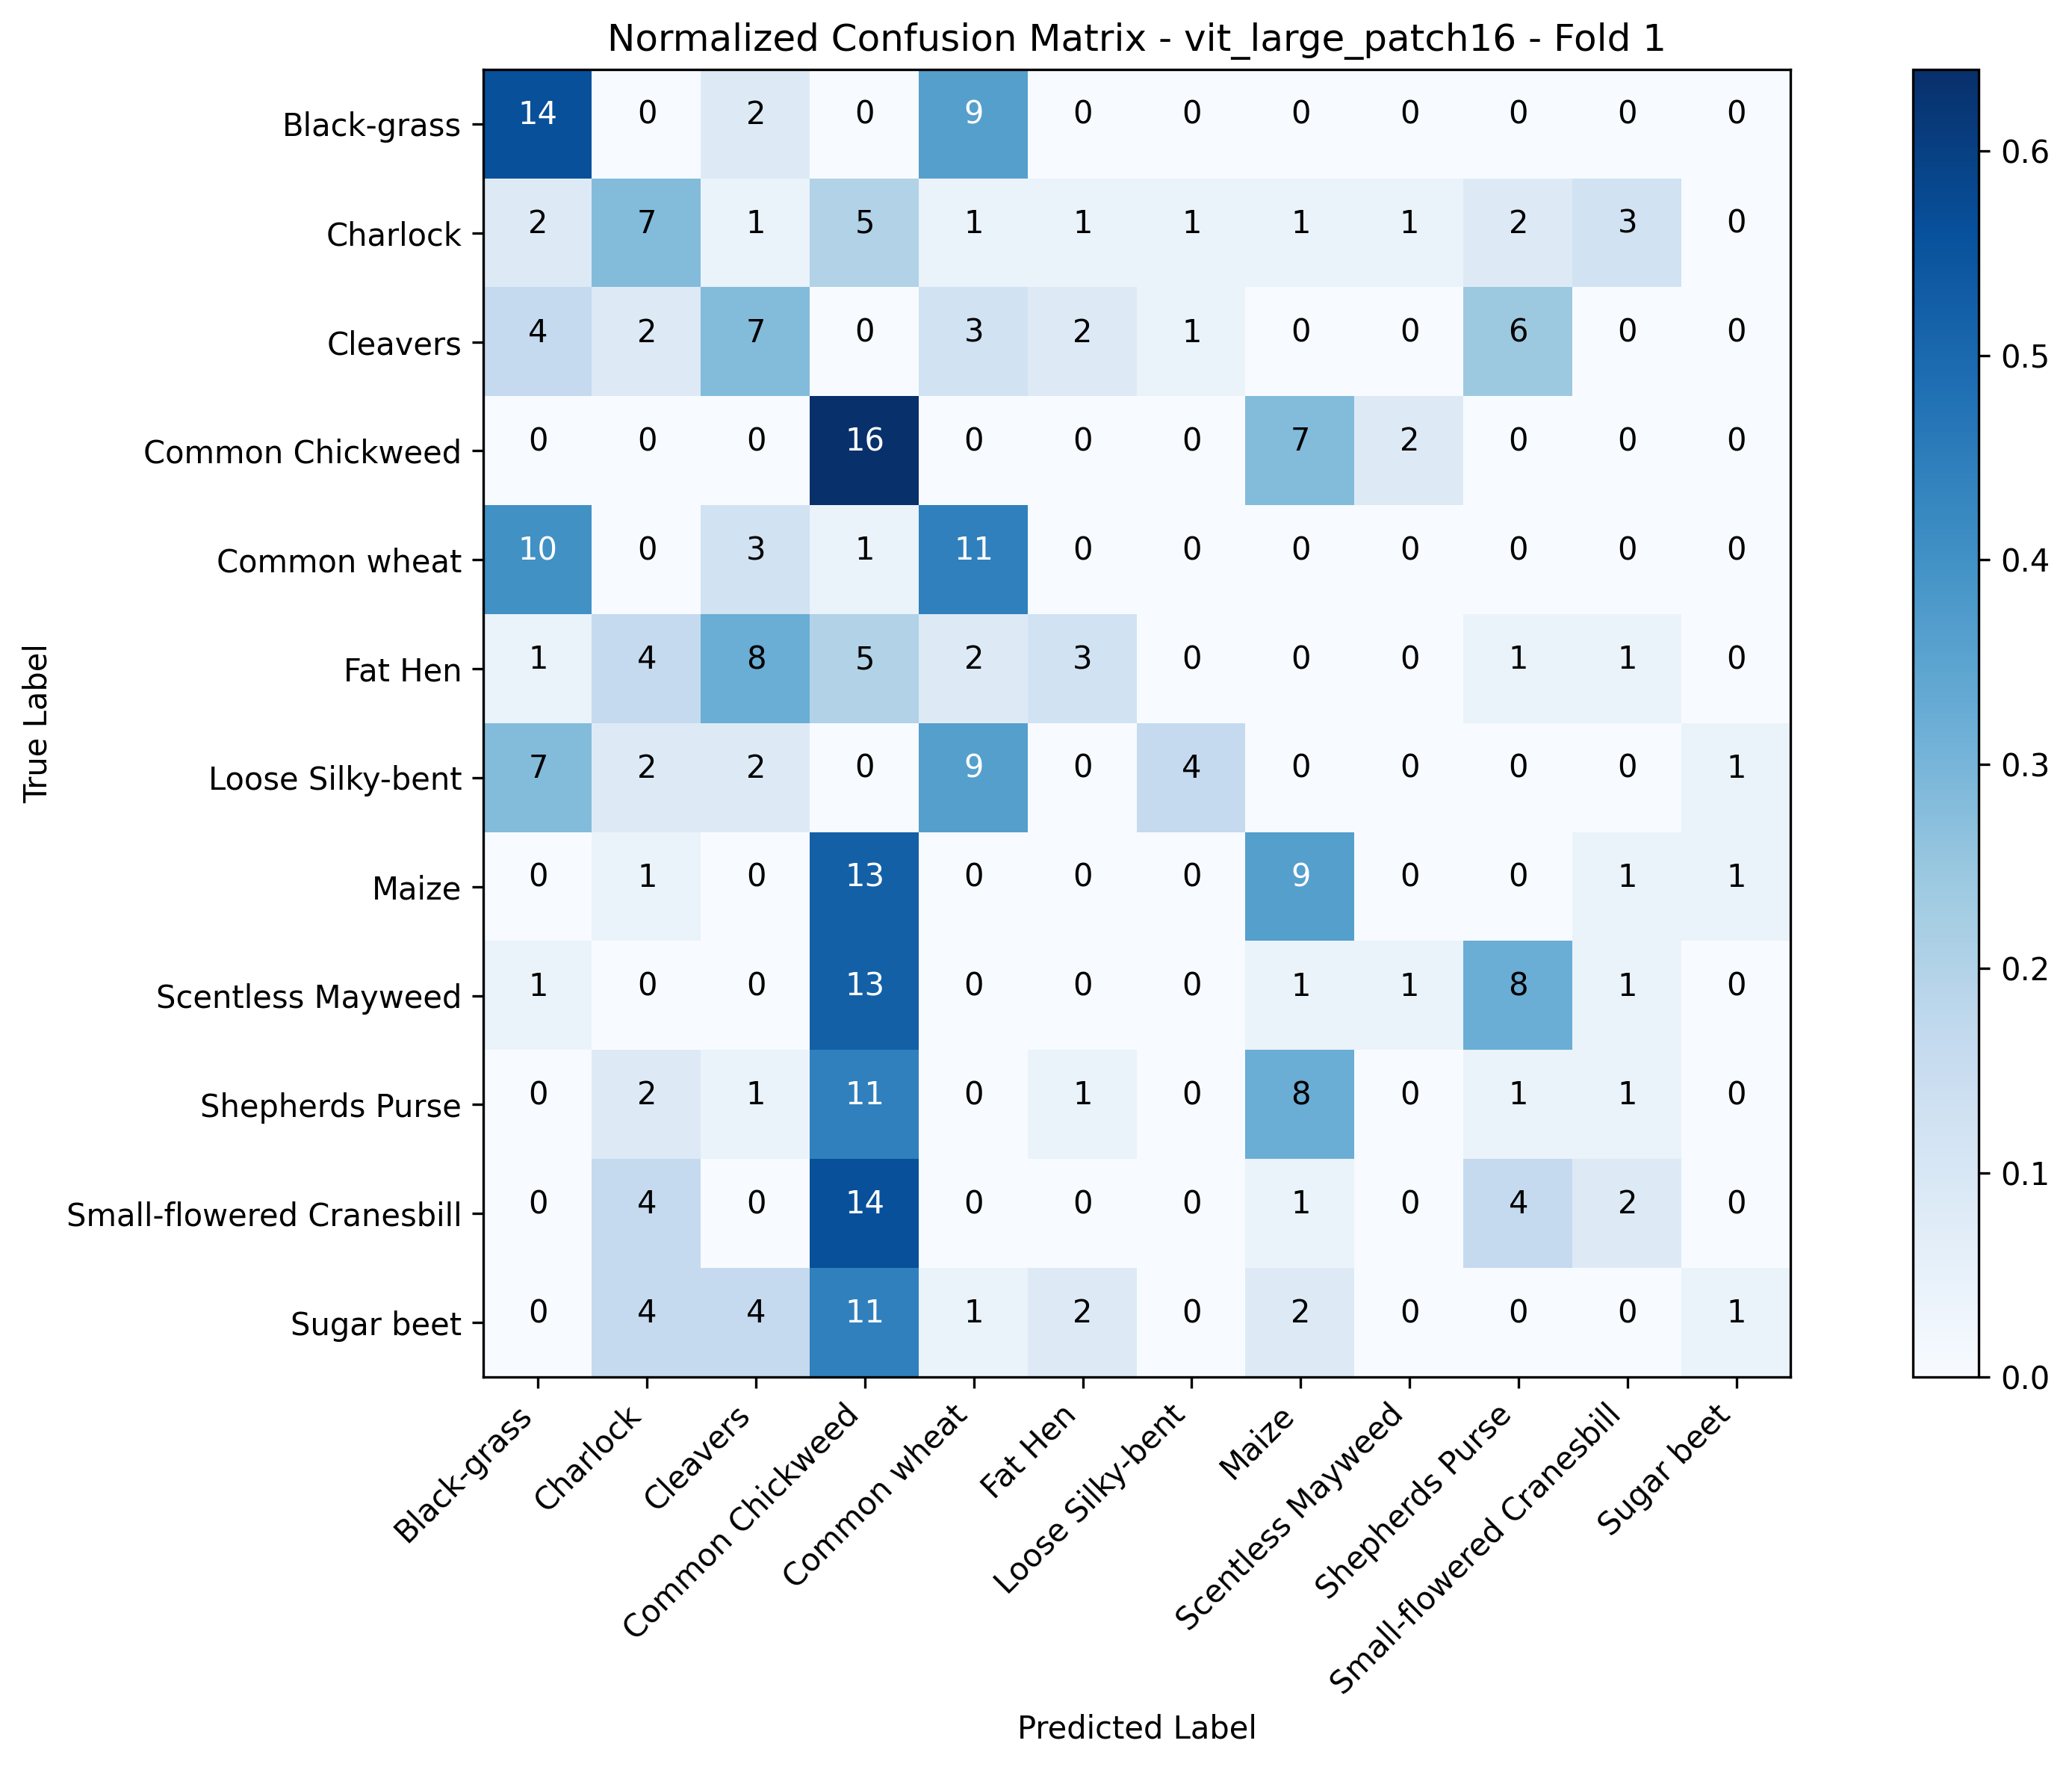 Normalized Confusion Matrix - vit_large_patch16 - Fold 1
Black-grass 14 0 2 0 9 0 0 0 0 0 0 0
Charlock 2 7 1 5 1 1 1 1 1 2 3 0
Cleavers 4 2 7 0 3 2 1 0 0 6 0 0
Common Chickweed 0 0 0 16 0 0 0 7 2 0 0 0
Common wheat 10 0 3 1 11 0 0 0 0 0 0 0
Fat Hen 1 4 8 5 2 3 0 0 0 1 1 0
Loose Silky-bent 7 2 2 0 9 0 4 0 0 0 0 1
Maize 0 1 0 13 0 0 0 9 0 0 1 1
Scentless Mayweed 1 0 0 13 0 0 0 1 1 8 1 0
Shepherds Purse 0 2 1 11 0 1 0 8 0 1 1 0
Small-flowered Cranesbill 0 4 0 14 0 0 0 1 0 4 2 0
Sugar beet 0 4 4 11 1 2 0 2 0 0 0 1
True Label
Black-grass
Charlock
Cleavers
Common Chickweed
Common wheat
Fat Hen
Loose Silky-bent
Maize
Scentless Mayweed
Shepherds Purse
Small-flowered Cranesbill
Sugar beet
Predicted Label
0.6
0.5
0.4
0.3
0.2
0.1
0.0